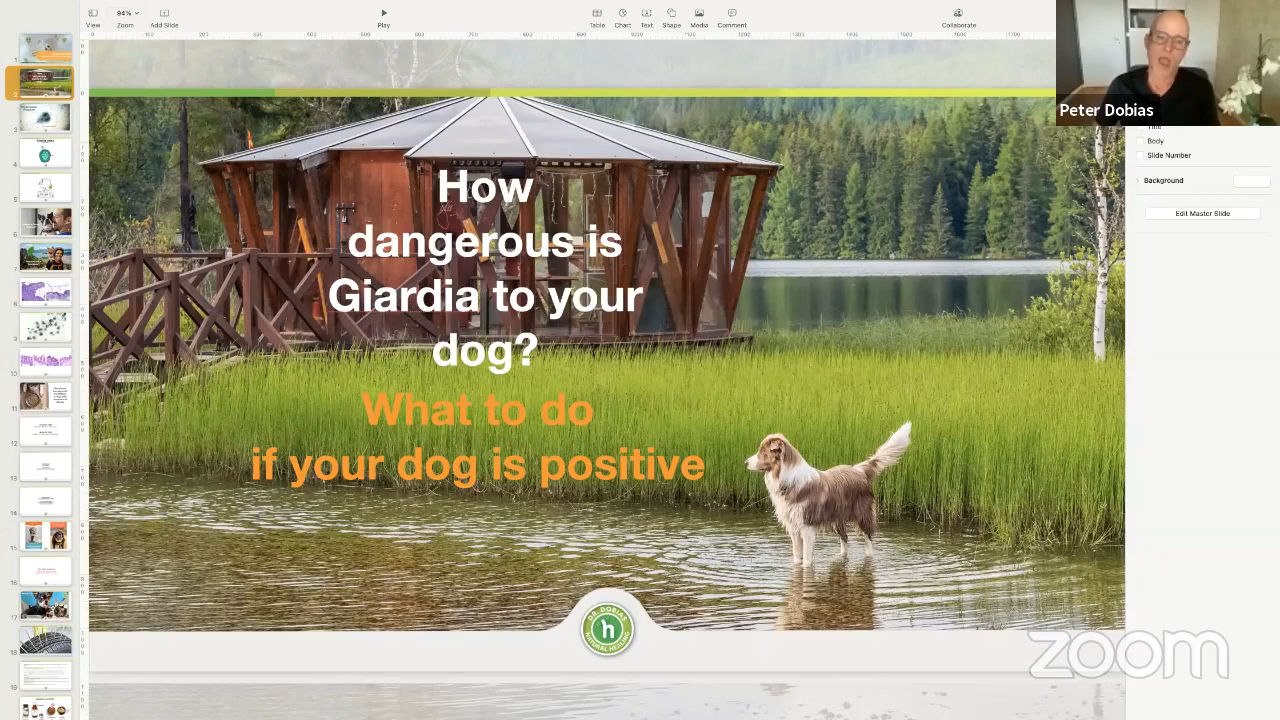 94%
View
Zoom
Add Slide
Play
Table
Chart
Text
Shape
Media
Comment
Collaborate
Peter Dobias
Title
Body
Slide Number
Background
Edit Master Slide
How
dangerous is
Giardia to your
dog?
What to do
if your dog is positive
DR. DOBIAS
h
NATURAL HEALING
zoom